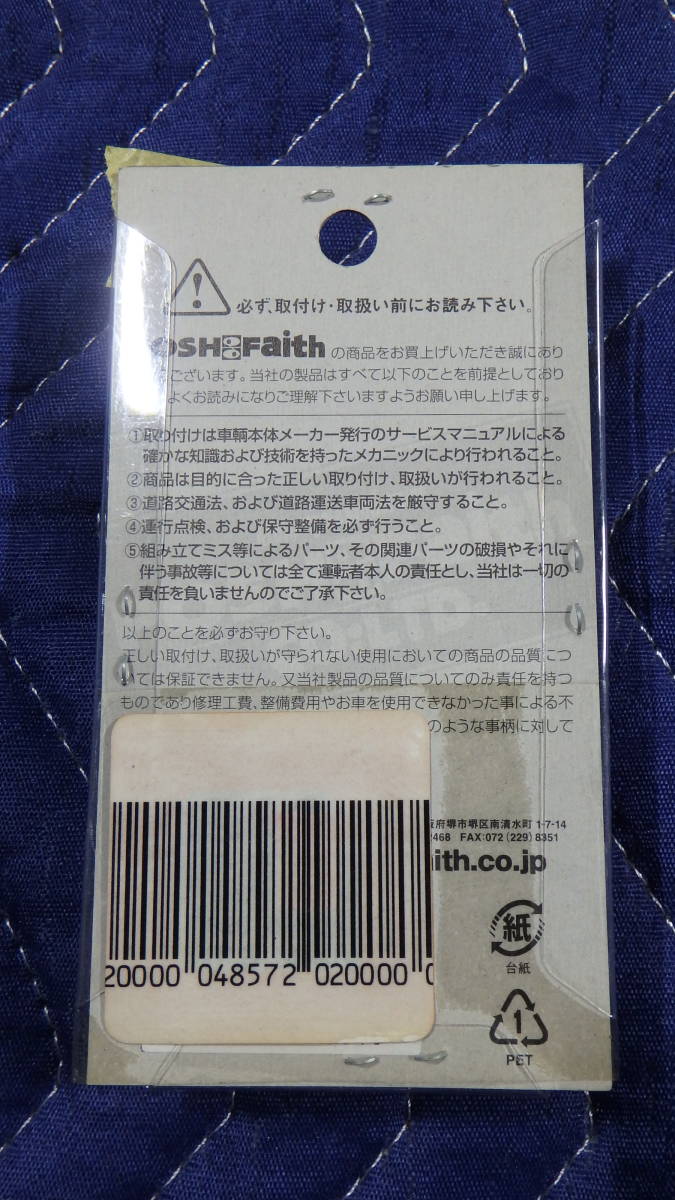 必ず、取付け・取扱い前にお読み下さい。
OSH Faith の商品をお買上げいただき誠にあり
ございます。当社の製品はすべて以下のことを前提としており
よくお読みになりご理解下さいますようお願い申し上げます。
①取り付けは車輌本体メーカー発行のサービスマニュアルによる
確かな知識および技術を持ったメカニックにより行われること。
②商品は目的に合った正しい取り付け、取扱いが行われること。
③道路交通法、および道路運送車両法を厳守すること。
④運行点検、および保守整備を必ず行うこと。
⑤組み立てミス等によるパーツ、その関連パーツの破損やそれに
伴う事故等については全て運転者本人の責任とし、当社は一切の
責任を負いませんのでご了承下さい。
以上のことを必ずお守り下さい。
正しい取付け、取扱いが守られない使用においての商品の品質につ
いては保証できません。又当社製品の品質についてのみ責任を持つ
ものであり修理工費、整備費用やお車を使用できなかった事による不
のような事柄に対して
府堺市堺区南清水町 1-7-14
2468 FAX:072 (229) 8351
aith.co.jp
20000 048572 020000 0
紙
台紙
1
PET